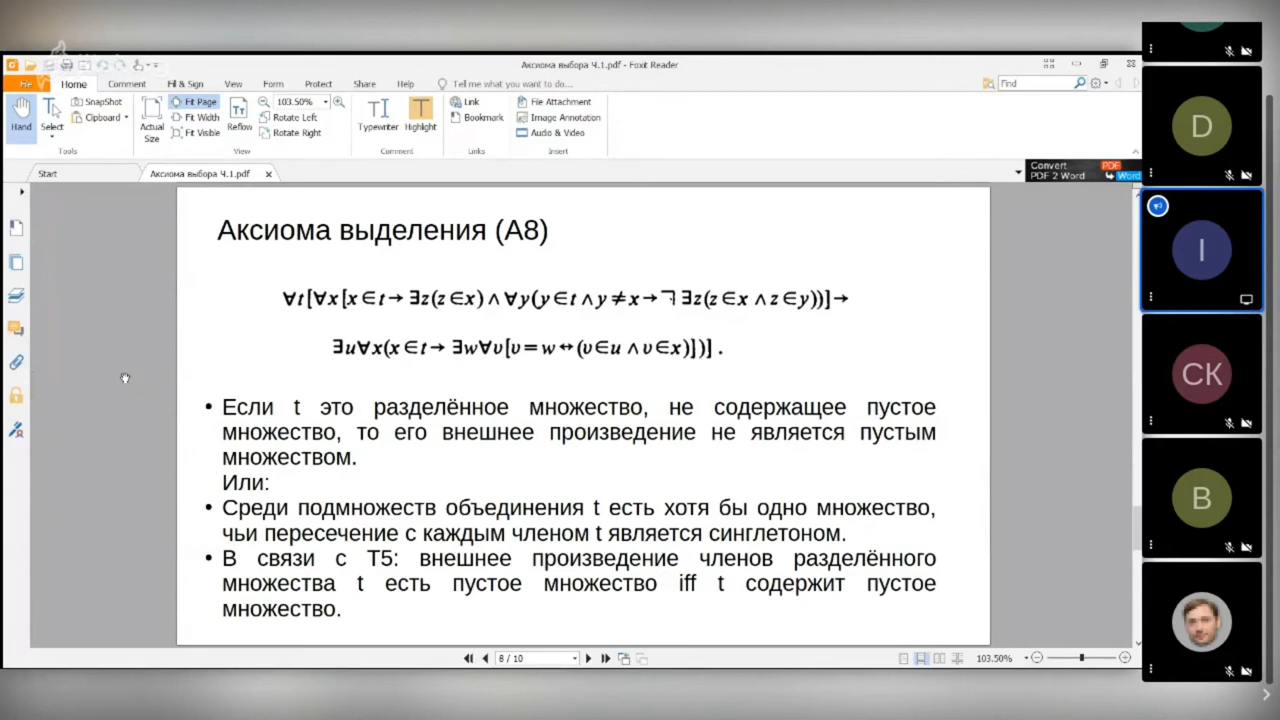 Аксиома выбора Ч.1.pdf - Foxit Reader
File Home Comment Fill & Sign View Form Protect Share Help Tell me what you want to do... Find
Hand
Select
SnapShot
Clipboard
Tools
Actual Size
Fit Page
Fit Width
Fit Visible
Reflow
103.50%
Rotate Left
Rotate Right
View
Typewriter
Highlight
Comment
Link
Bookmark
Links
File Attachment
Image Annotation
Audio & Video
Insert
Start
Аксиома выбора Ч.1.pdf
Convert PDF
PDF 2 Word Word
Аксиома выделения (А8)
∀t[∀x[x∈t→∃z(z∈x)∧∀y(y∈t∧y≠x→¬∃z(z∈x∧z∈y))]→
∃u∀x(x∈t→∃w∀v[v=w↔(v∈u∧v∈x)])].
• Если t это разделённое множество, не содержащее пустое
множество, то его внешнее произведение не является пустым
множеством.
Или:
• Среди подмножеств объединения t есть хотя бы одно множество,
чьи пересечение с каждым членом t является синглетоном.
• В связи с Т5: внешнее произведение членов разделённого
множества t есть пустое множество iff t содержит пустое
множество.
8 / 10
103.50%
D
I
СК
В